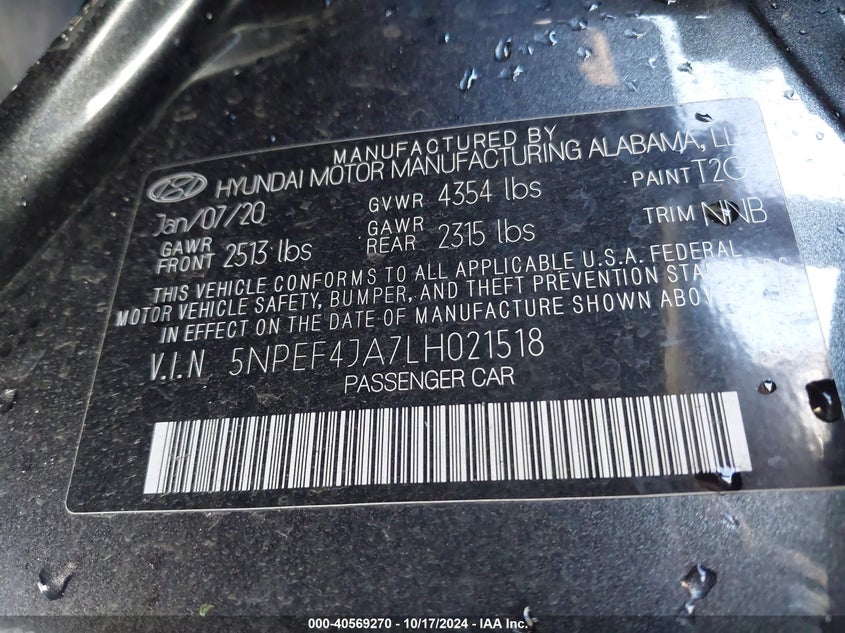 MANUFACTURED BY
HYUNDAI MOTOR MANUFACTURING ALABAMA,
Jan/07/20 GVWR 4354 lbs PAINT
GAWR FRONT 2513 lbs GAWR REAR 2315 lbs TRIM NNB
THIS VEHICLE CONFORMS TO ALL APPLICABLE U.S.A. FEDERAL
MOTOR VEHICLE SAFETY, BUMPER, AND THEFT PREVENTION STANDARDS
IN EFFECT ON THE DATE OF MANUFACTURE SHOWN ABOVE
V.I.N 5NPEF4JA7LH021518
PASSENGER CAR
000-40569270 - 10/17/2024 - IAA Inc.